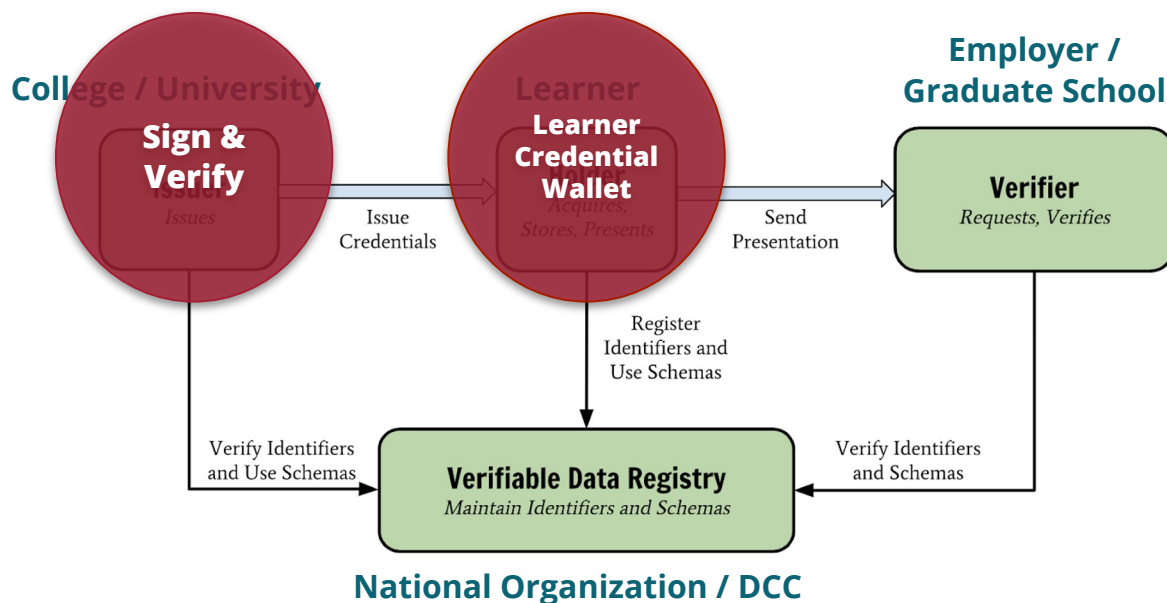 Employer /
Graduate School
College / University
Learner
Sign &
Verify
Issuer
Issues
Learner
Credential
Wallet
Holder
Acquires,
Stores, Presents
Verifier
Requests, Verifies
Issue
Credentials
Send
Presentation
Register
Identifiers and
Use Schemas
Verify Identifiers
and Use Schemas
Verify Identifiers
and Schemas
Verifiable Data Registry
Maintain Identifiers and Schemas
National Organization / DCC